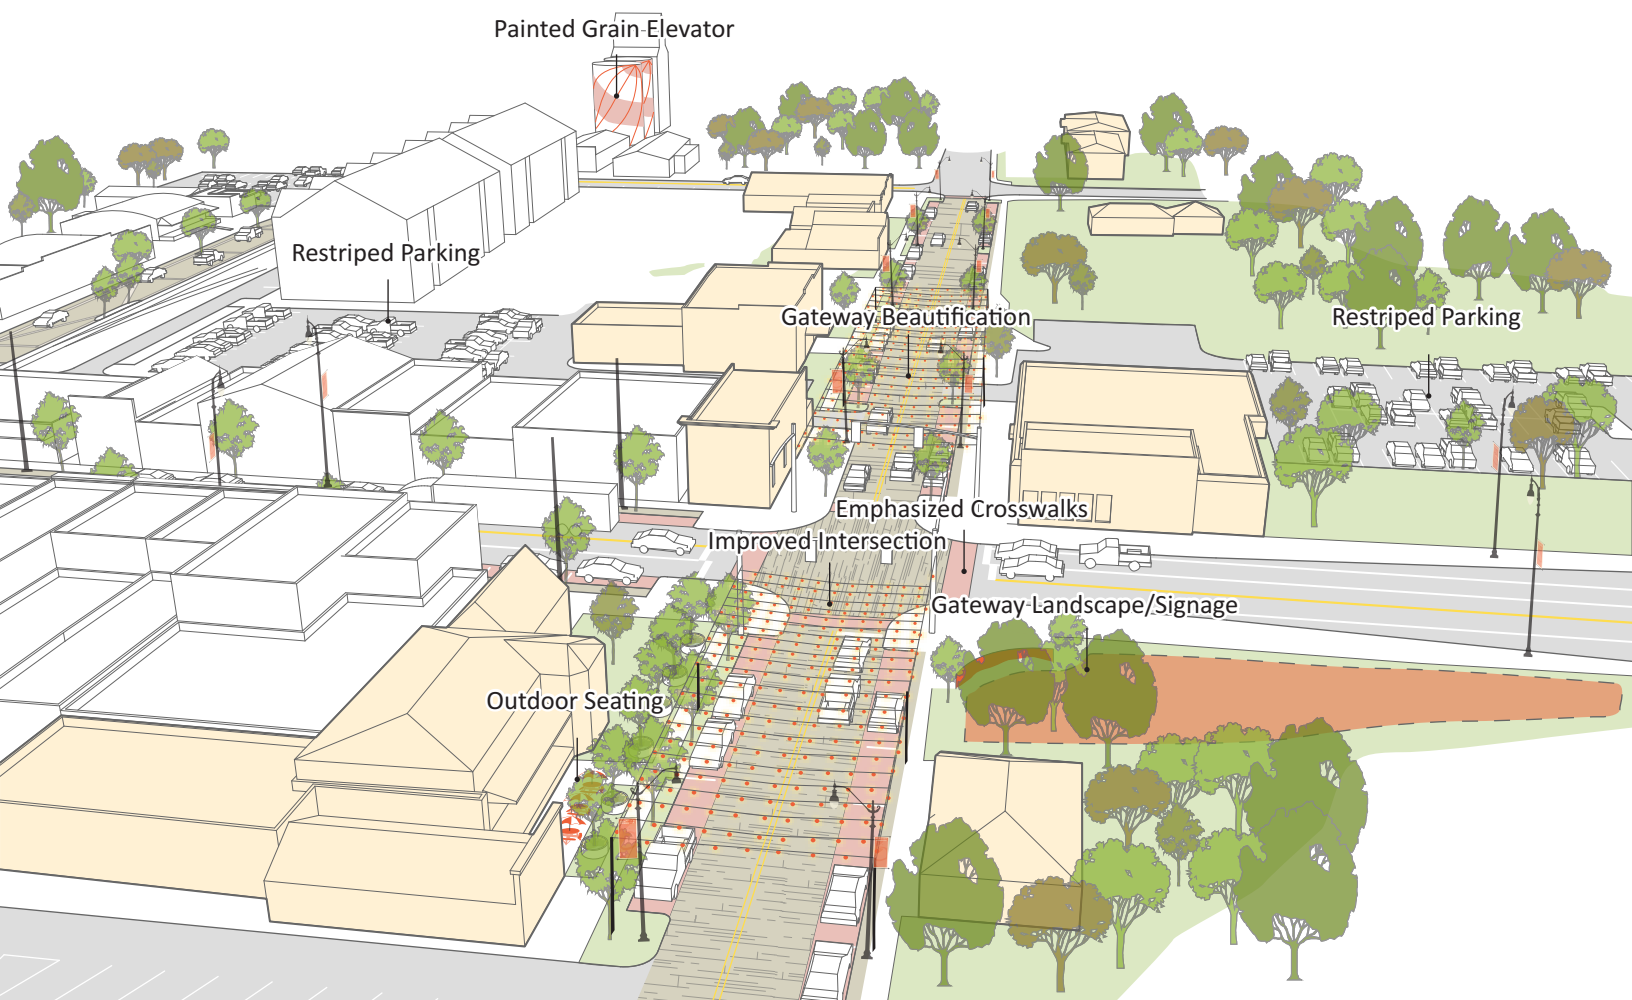 Painted Grain Elevator
Restriped Parking
Gateway Beautification
Restriped Parking
Emphasized Crosswalks
Improved Intersection
Gateway Landscape/Signage
Outdoor Seating